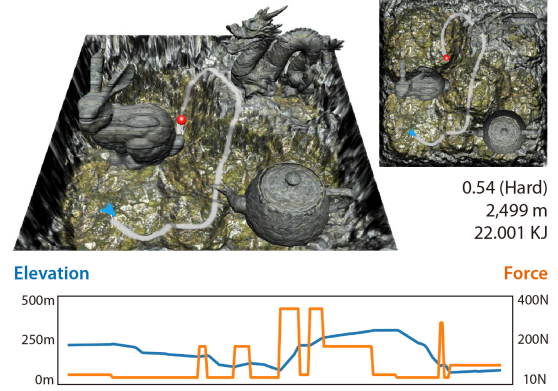 0.54 (Hard)
2,499 m
22.001 KJ
Elevation
Force
500m
400N
250m
200N
0m
10N